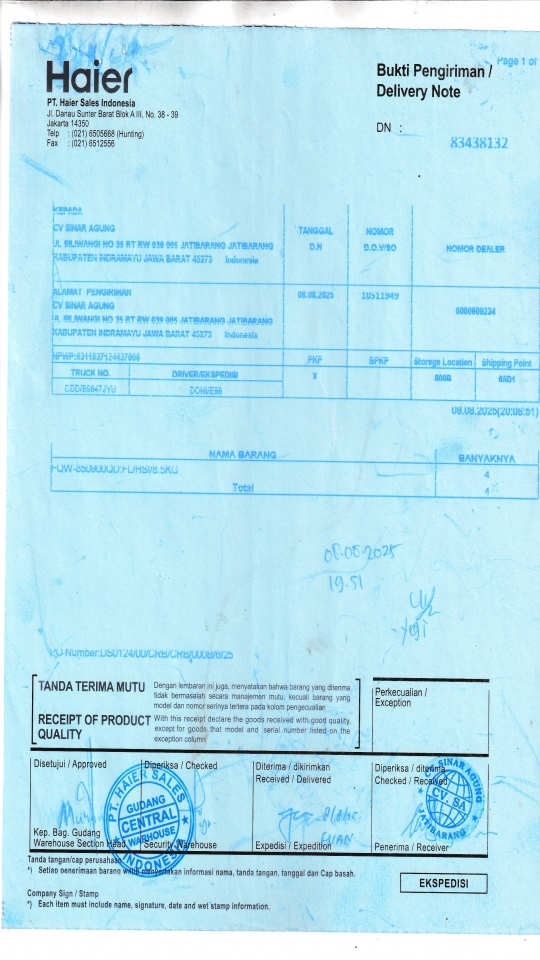 Haier
Page 1 of
Bukti Pengiriman /
Delivery Note
PT. Haier Sales Indonesia
Jl. Danau Sunter Barat Blok A III, No. 38 - 39
Jakarta 14350
Telp : (021) 6505668 (Hunting)
Fax : (021) 6512556
DN :
83438132
KEPADA
CV SINAR AGUNG
JL SILIWANGI NO 35 RT RW 039 005 JATIBARANG JATIBARANG
KABUPATEN INDRAMAYU JAWA BARAT 45273 Indonesia
TANGGAL
D.N
NOMOR
D.O.V/SO
NOMOR DEALER
ALAMAT PENGIRIMAN
CV SINAR AGUNG
JL SILIWANGI NO 35 RT RW 039 005 JATIBARANG JATIBARANG
KABUPATEN INDRAMAYU JAWA BARAT 45273 Indonesia
08.08.2025
10511949
NPWP:0311837124437000
PKP
BPKP
Storage Location
Shipping Point
TRUCK NO.
DRIVER/EKSPEDISI
X
000B
65D1
DONI/E88
08.08.2025(20:06:51)
NAMA BARANG
BANYAKNYA
4
Total
4
08.08.2025
19.51
Yogi
TANDA TERIMA MUTU
Dengan lembaran ini juga, menyatakan bahwa barang yang diterima
tidak bermasalah secara manajemen mutu, kecuali barang yang
model dan nomor serinya tertera pada kolom pengecualian
RECEIPT OF PRODUCT
QUALITY
With this receipt declare the goods received with good quality,
except for goods that model and serial number listed on the
exception column
Perkecualian /
Exception
Disetujui / Approved
Diperiksa / Checked
Diterima / dikirimkan
Received / Delivered
Diperiksa / diterima
Checked / Received
PT. HAIER SALES
GUDANG
CENTRAL
WARHOUSE
INDONESIA
CV. SINAR AGUNG
CV. SA
JATIBARANG
Kep. Bag. Gudang
Warehouse Section Head
Security Warehouse
Expedisi / Expedition
Penerima / Receiver
Tanda tangan/cap perusahaan
*) Setiap penerimaan barang wajib menyertakan informasi nama, tanda tangan, tanggal dan Cap basah.
EKSPEDISI
Company Sign / Stamp
*) Each item must include name, signature, date and wet stamp information.